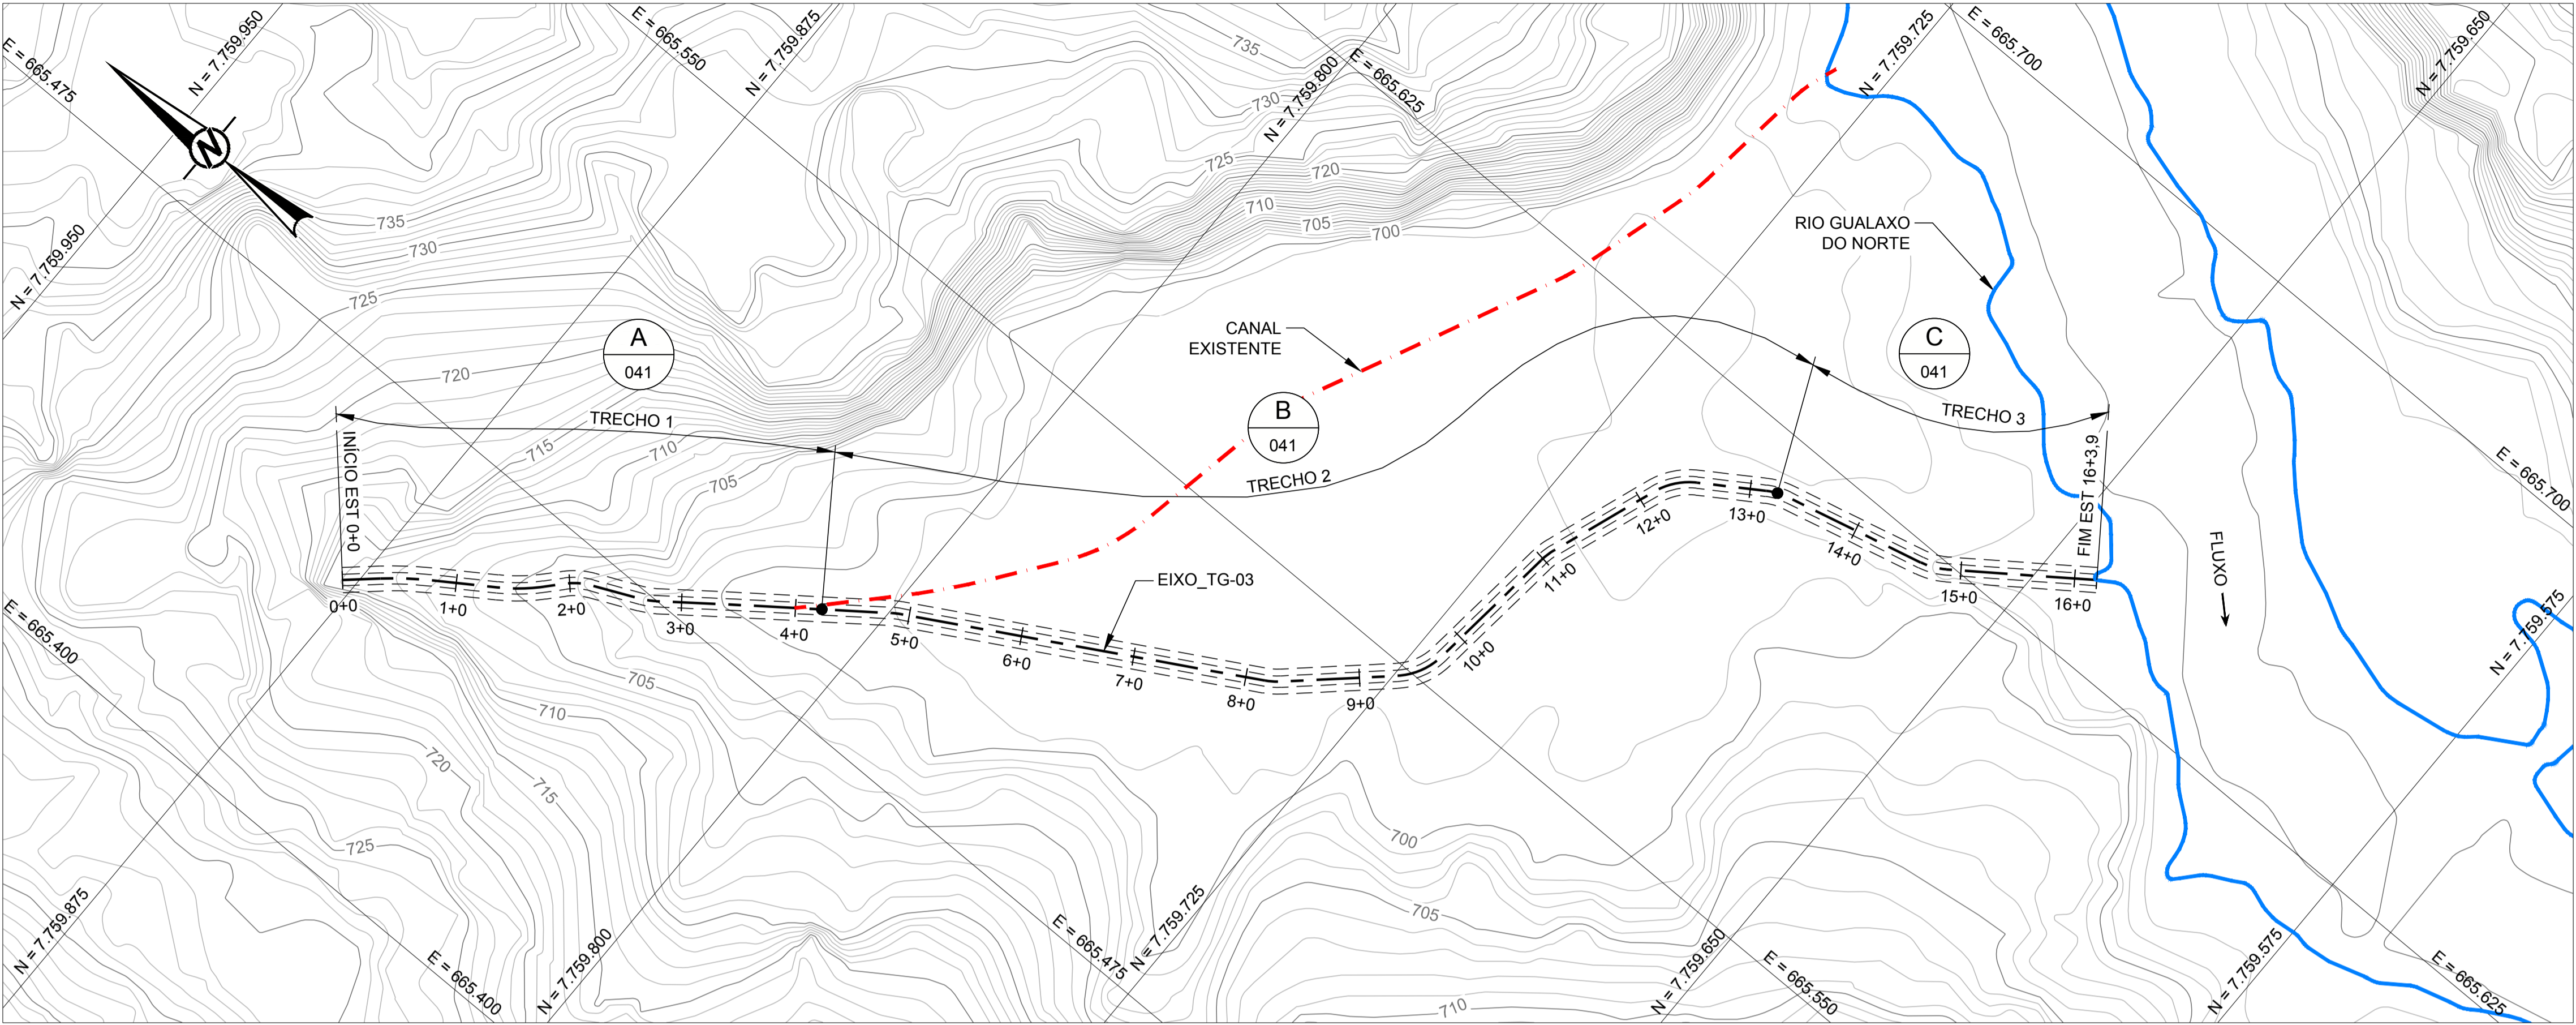 E = 665.475
N = 7.759.950
E = 665.550
N = 7.759.875
735
N = 7.759.800
E = 665.625
N = 7.759.725
E = 665.700
N = 7.759.650
N
730
725
720
710
705
700
735
730
725
720
715
710
705
N = 7.759.950
RIO GUALAXO
DO NORTE
CANAL
EXISTENTE
A
041
B
041
C
041
TRECHO 1
TRECHO 2
TRECHO 3
INÍCIO EST 0+0
FIM EST 16+3,9
FLUXO
E = 665.700
EIXO_TG-03
0+0
1+0
2+0
3+0
4+0
5+0
6+0
7+0
8+0
9+0
10+0
11+0
12+0
13+0
14+0
15+0
16+0
E = 665.400
N = 7.759.575
705
710
720
715
725
700
705
710
N = 7.759.875
E = 665.400
N = 7.759.800
E = 665.475
N = 7.759.725
N = 7.759.650
E = 665.550
N = 7.759.575
E = 665.625